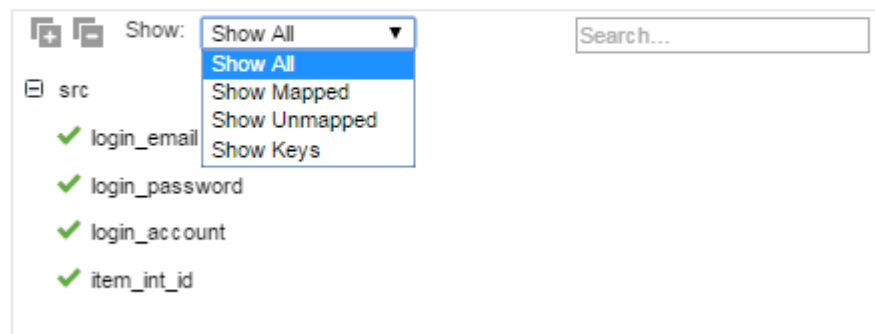 Show: Show All Search...
Show All
src Show Mapped
Show Unmapped
login_email Show Keys
login_password
login_account
item_int_id